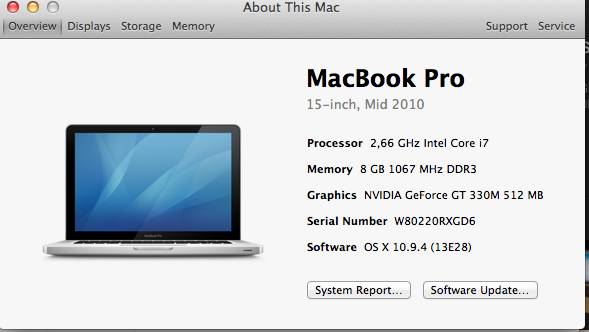 About This Mac
Overview Displays Storage Memory Support Service
MacBook Pro
15-inch, Mid 2010
Processor 2,66 GHz Intel Core i7
Memory 8 GB 1067 MHz DDR3
Graphics NVIDIA GeForce GT 330M 512 MB
Serial Number W80220RXGD6
Software OS X 10.9.4 (13E28)
System Report... Software Update...